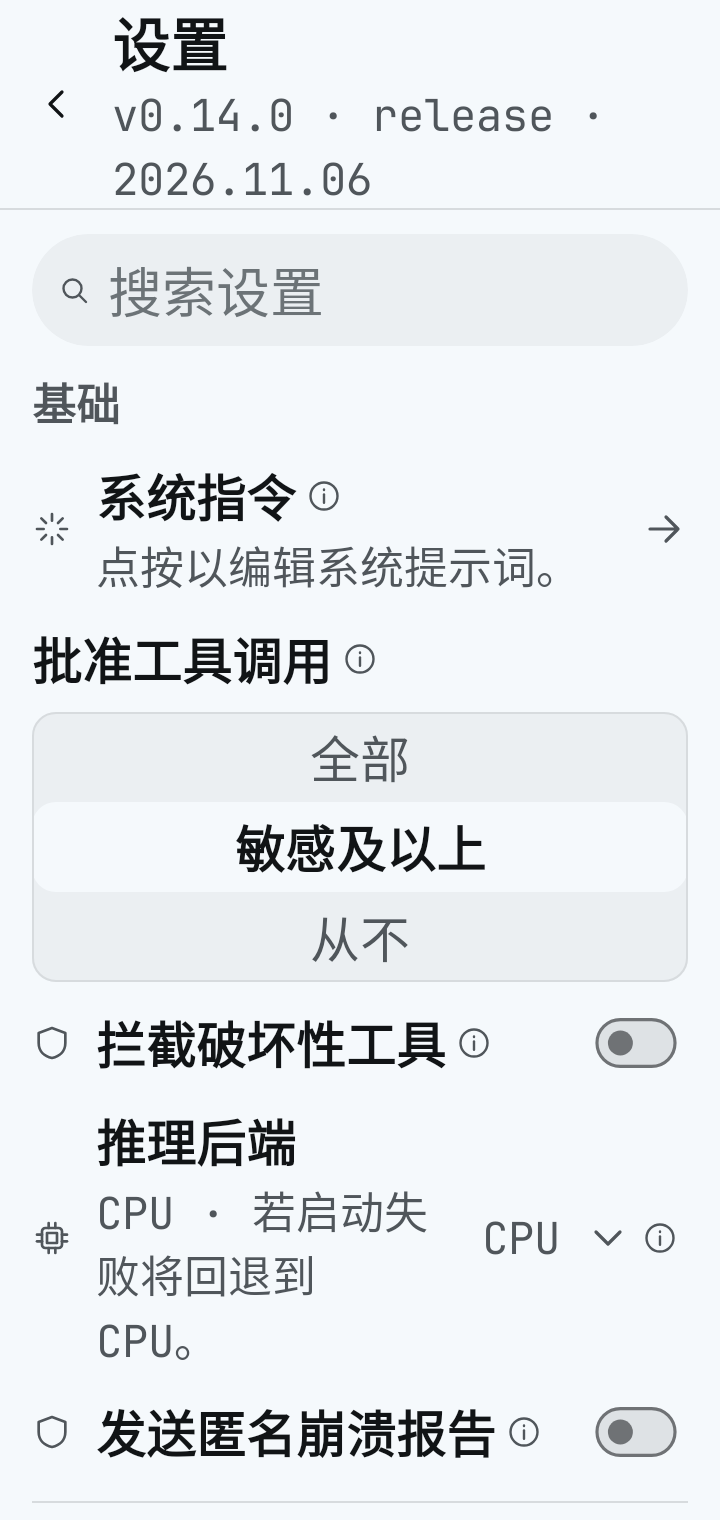 设置
v0.14.0 · release ·
2026.11.06
搜索设置
基础
系统指令
点按以编辑系统提示词。
批准工具调用
全部
敏感及以上
从不
拦截破坏性工具
推理后端
CPU · 若启动失
败将回退到
CPU。
CPU
发送匿名崩溃报告